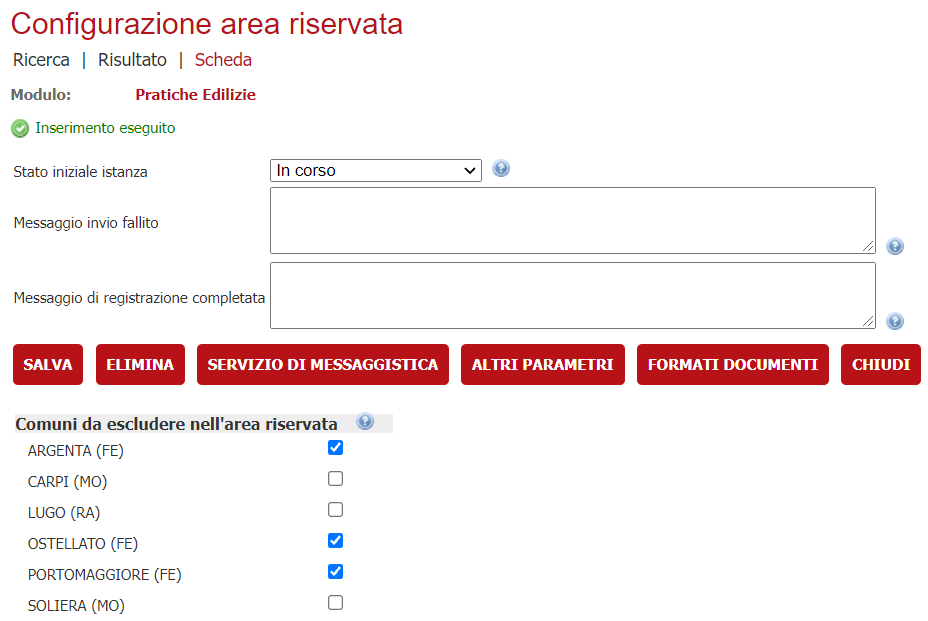 Configurazione area riservata
Ricerca | Risultato | Scheda
Modulo: Pratiche Edilizie
Inserimento eseguito
Stato iniziale istanza In corso ?
Messaggio invio fallito ?
Messaggio di registrazione completata ?
SALVA ELIMINA SERVIZIO DI MESSAGGISTICA ALTRI PARAMETRI FORMATI DOCUMENTI CHIUDI
Comuni da escludere nell'area riservata ?
ARGENTA (FE)
CARPI (MO)
LUGO (RA)
OSTELLATO (FE)
PORTOMAGGIORE (FE)
SOLIERA (MO)